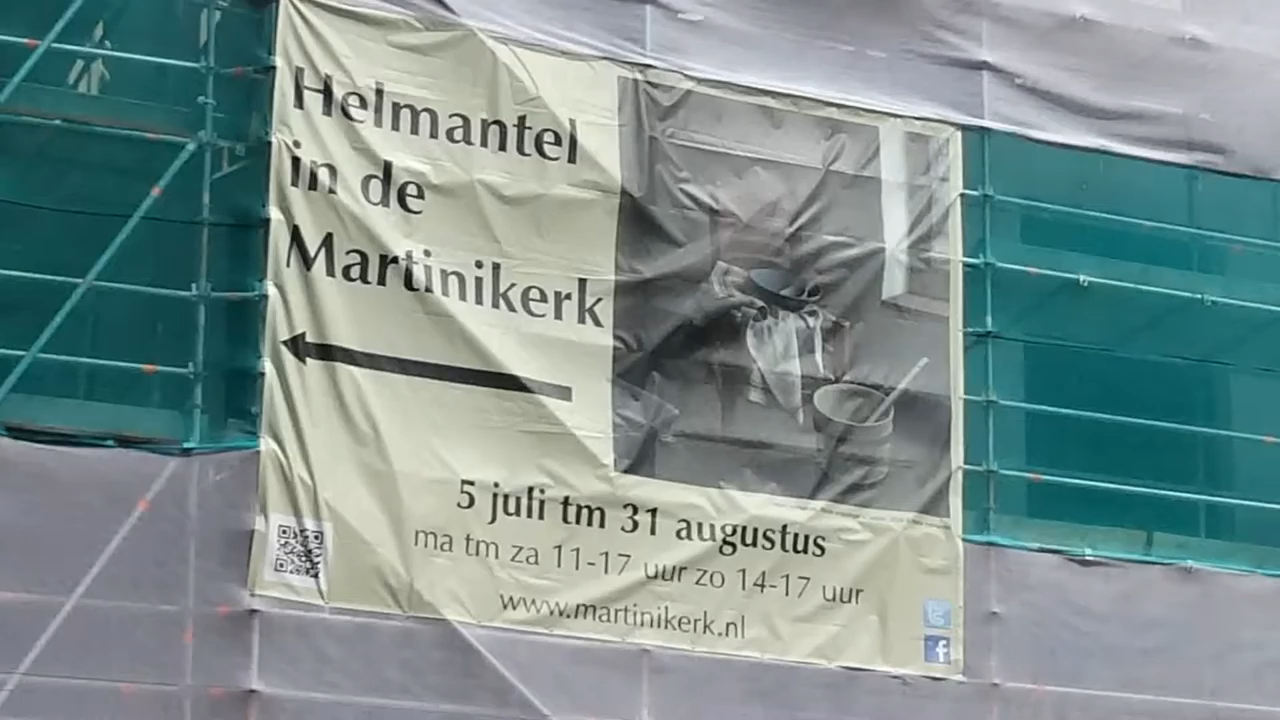 Helmantel
in de
Martinikerk
5 juli tm 31 augustus
ma tm za 11-17 uur zo 14-17 uur
www.martinikerk.nl